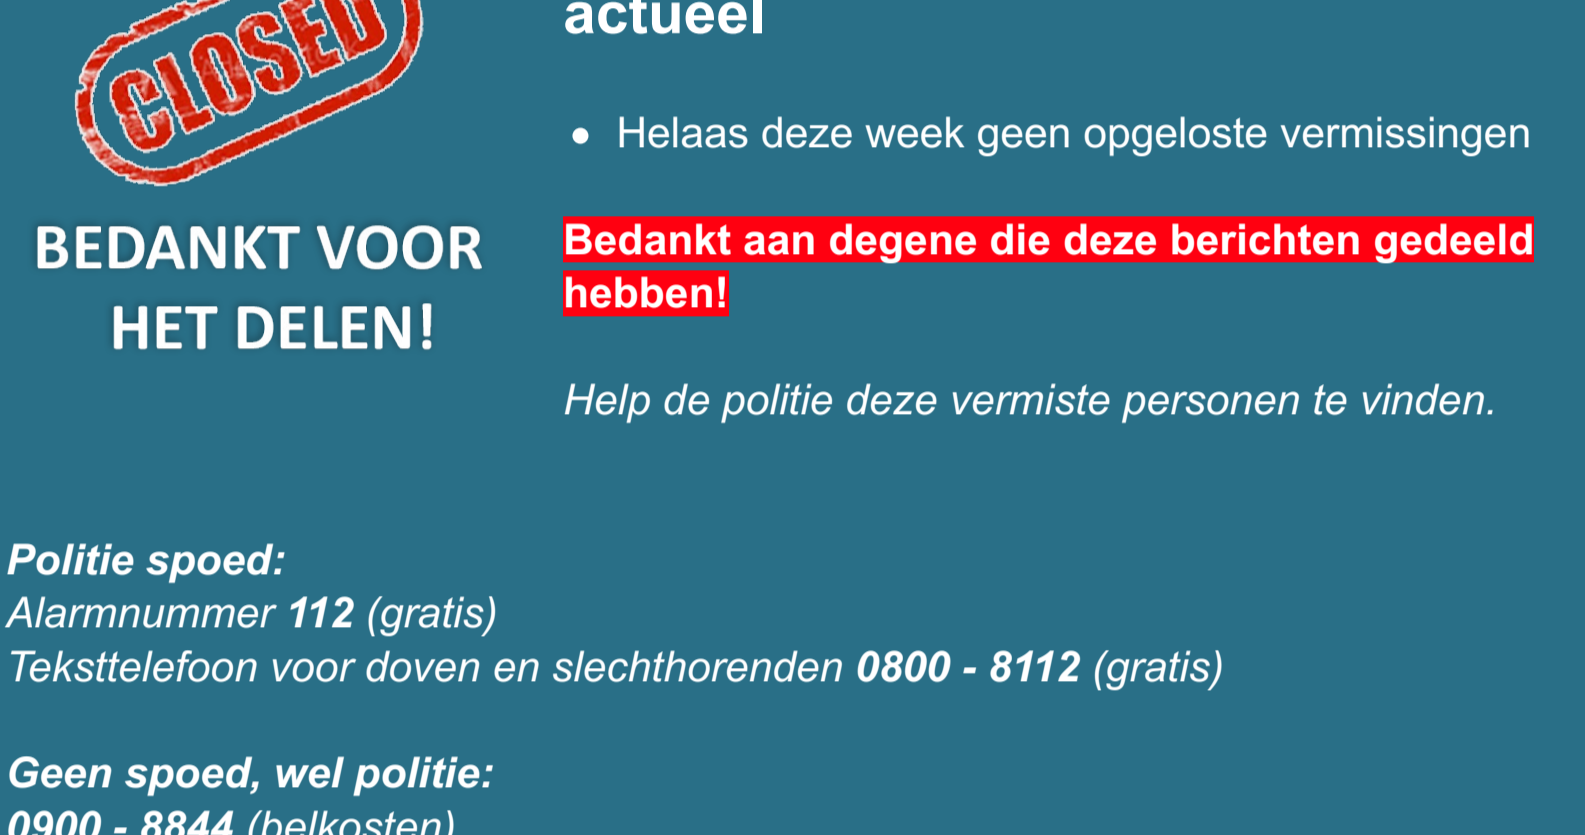 CLOSED
BEDANKT VOOR
HET DELEN!
actueel
• Helaas deze week geen opgeloste vermissingen
Bedankt aan degene die deze berichten gedeeld
hebben!
Help de politie deze vermiste personen te vinden.
Politie spoed:
Alarmnummer 112 (gratis)
Teksttelefoon voor doven en slechthorenden 0800 - 8112 (gratis)
Geen spoed, wel politie:
0900 - 8844 (belkosten)